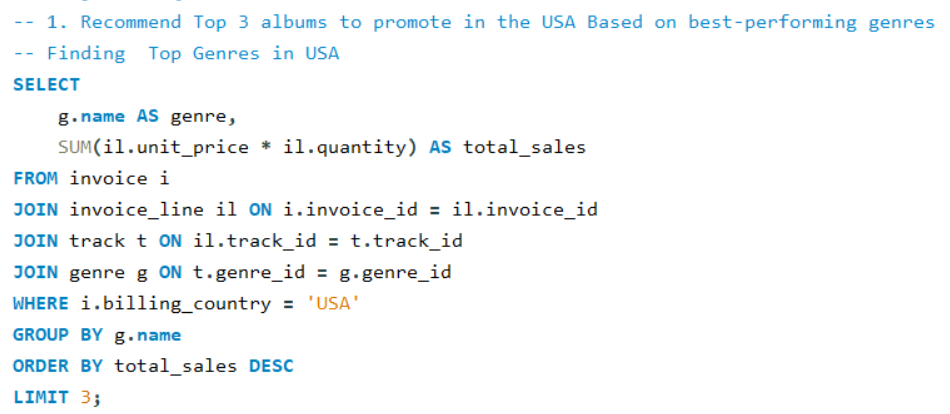 -- 1. Recommend Top 3 albums to promote in the USA Based on best-performing genres
-- Finding  Top Genres in USA
SELECT
    g.name AS genre,
    SUM(il.unit_price * il.quantity) AS total_sales
FROM invoice i
JOIN invoice_line il ON i.invoice_id = il.invoice_id
JOIN track t ON il.track_id = t.track_id
JOIN genre g ON t.genre_id = g.genre_id
WHERE i.billing_country = 'USA'
GROUP BY g.name
ORDER BY total_sales DESC
LIMIT 3;